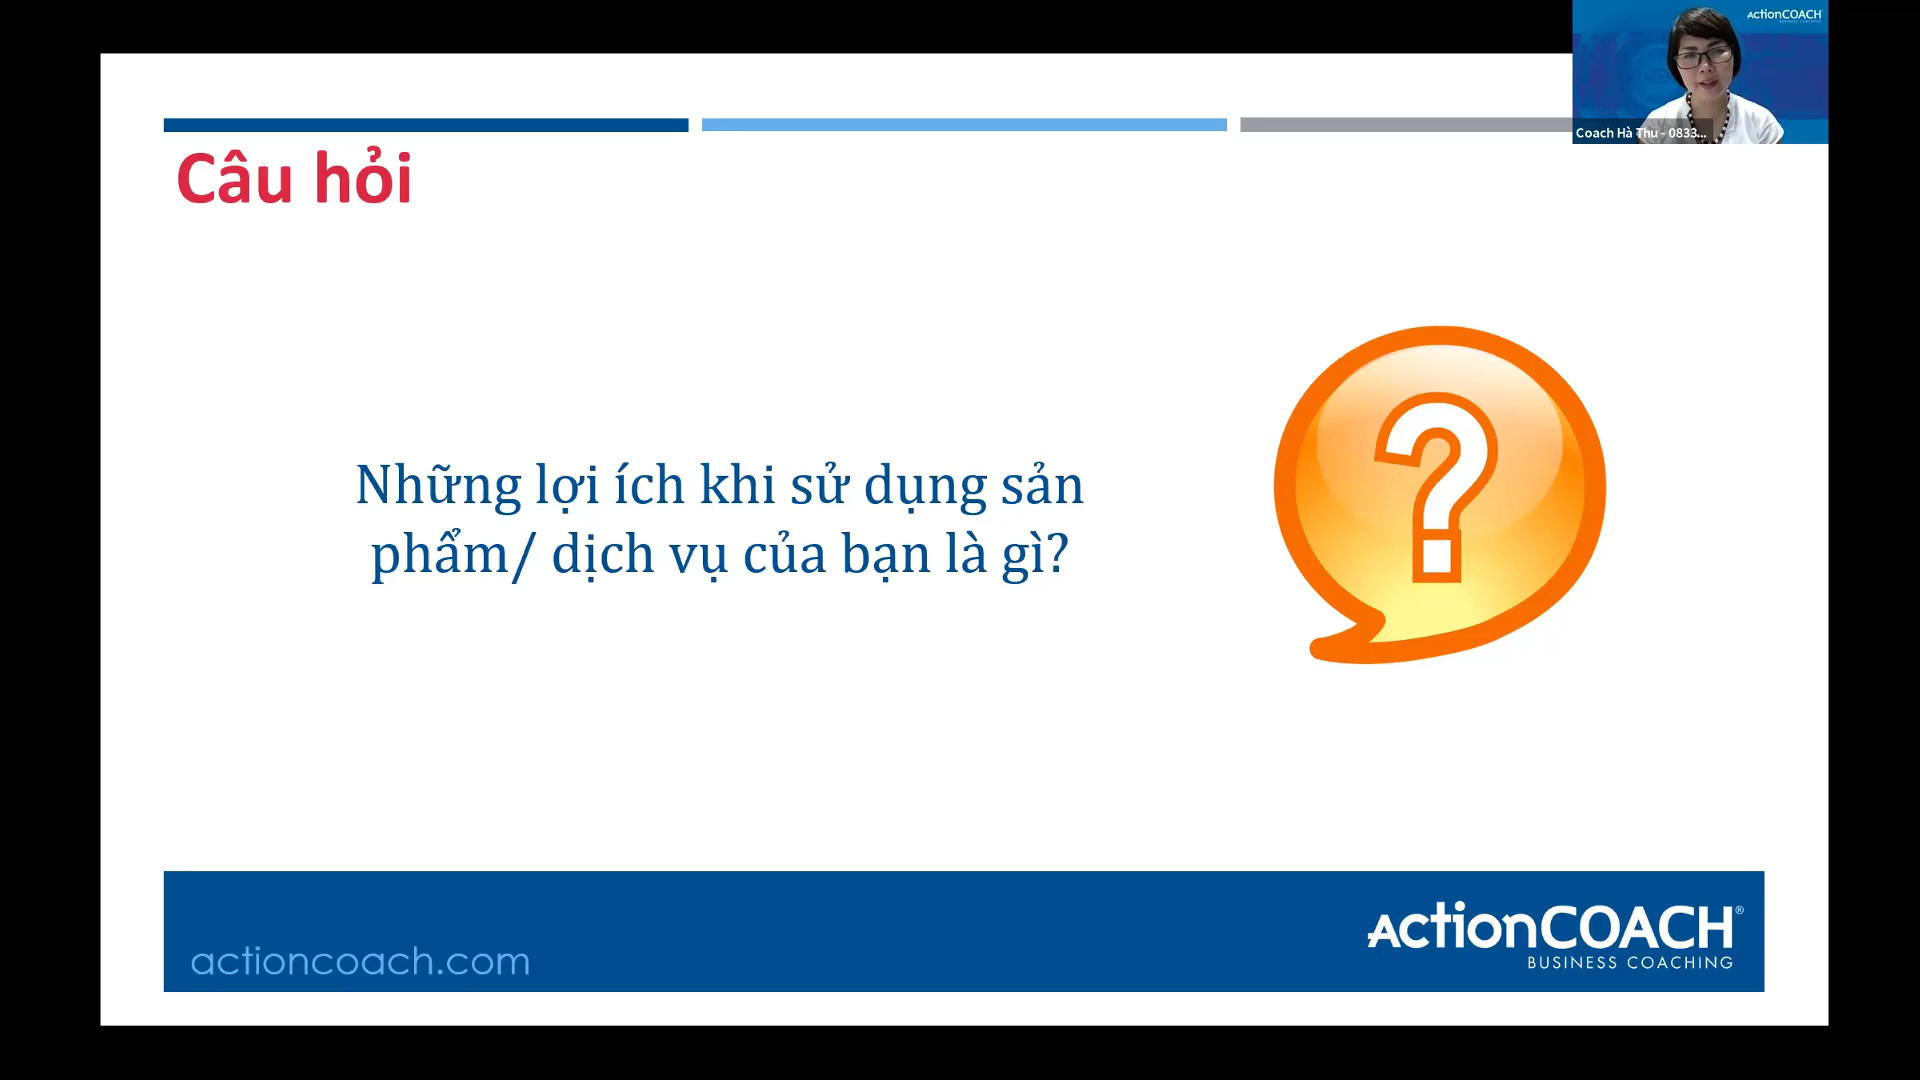 actionCOACH
Coach Hà Thu - 0833...
Câu hỏi
Những lợi ích khi sử dụng sản
phẩm/ dịch vụ của bạn là gì?
?
actioncoach.com
actionCOACH®
BUSINESS COACHING